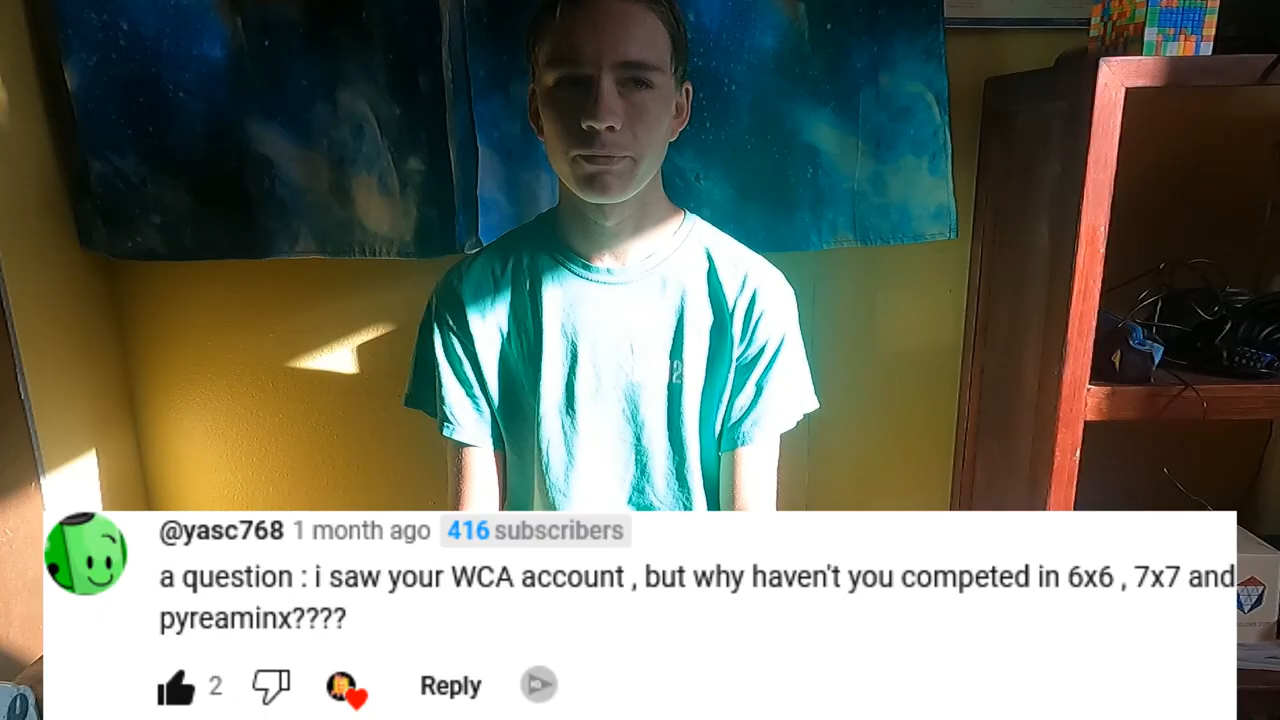 2
@yasc768 1 month ago 416 subscribers
a question : i saw your WCA account , but why haven't you competed in 6x6 , 7x7 and
pyreaminx????
2 Reply